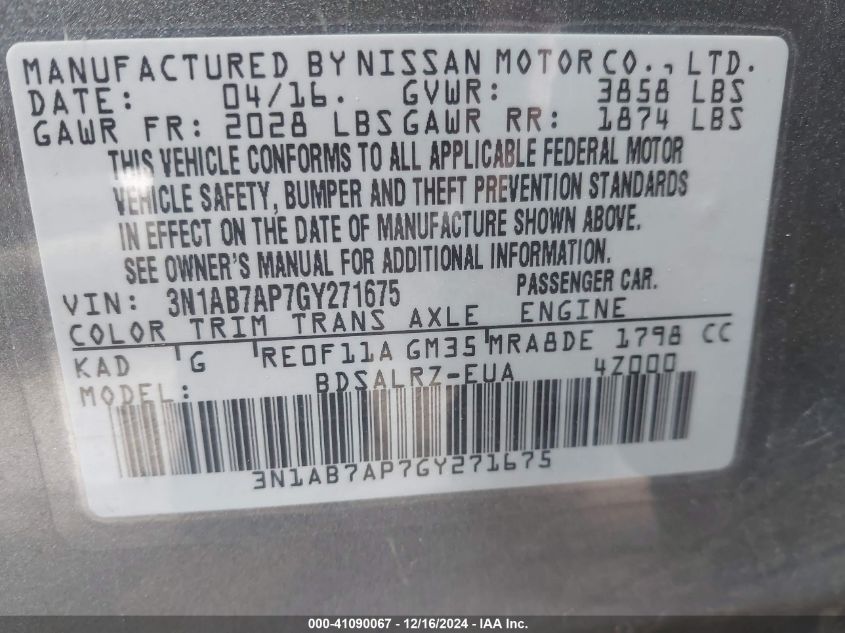 MANUFACTURED BY NISSAN MOTOR CO., LTD.
DATE: 04/16. GVWR: 3858 LBS
GAWR FR: 2028 LBS GAWR RR: 1874 LBS
THIS VEHICLE CONFORMS TO ALL APPLICABLE FEDERAL MOTOR
VEHICLE SAFETY, BUMPER AND THEFT PREVENTION STANDARDS
IN EFFECT ON THE DATE OF MANUFACTURE SHOWN ABOVE.
SEE OWNER'S MANUAL FOR ADDITIONAL INFORMATION.
VIN: 3N1AB7AP7GY271675 PASSENGER CAR.
COLOR TRIM TRANS AXLE ENGINE
KAD G RE0F11A GM35 MRA8DE 1798 CC
MODEL: BDSALRZ-EUA 4Z000
3N1AB7AP7GY271675
000-41090067 - 12/16/2024 - IAA Inc.